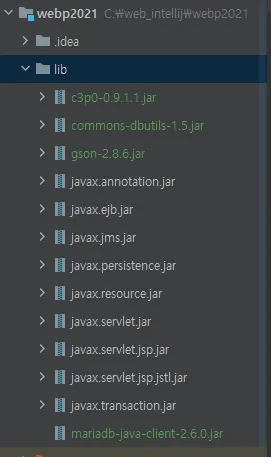 webp2021 C:₩web_intellij₩webp2021
.idea
lib
c3p0-0.9.1.1.jar
commons-dbutils-1.5.jar
gson-2.8.6.jar
javax.annotation.jar
javax.ejb.jar
javax.jms.jar
javax.persistence.jar
javax.resource.jar
javax.servlet.jar
javax.servlet.jsp.jar
javax.servlet.jsp.jstl.jar
javax.transaction.jar
mariadb-java-client-2.6.0.jar